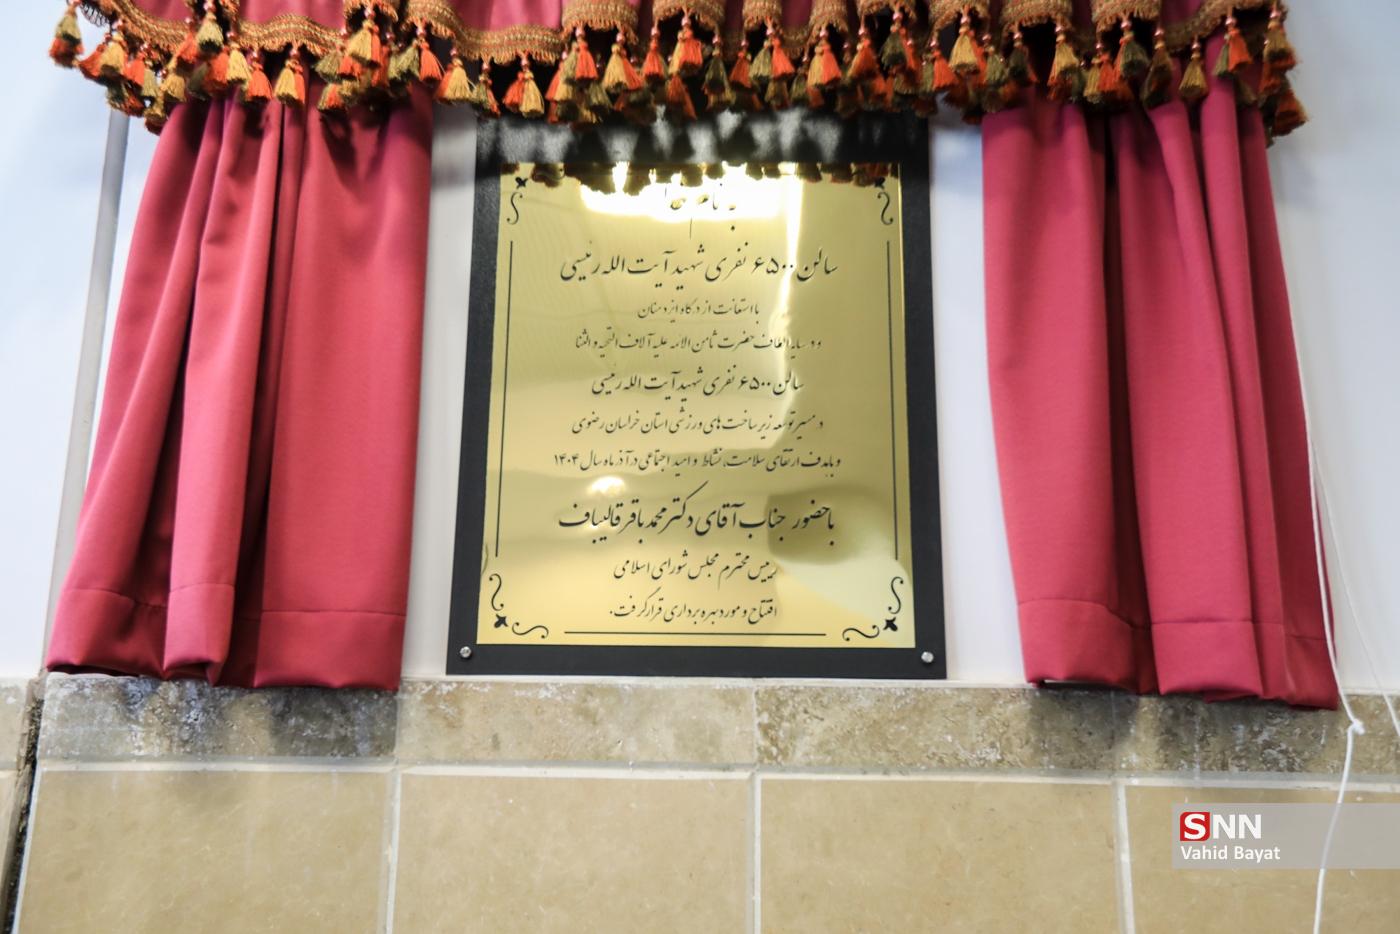 به نام خدا
سالن ۶۵۰۰ نفری شهید آیت الله رئیسی
با استعانت از درگاه ایزد منان
و در سایه الطاف حضرت ثامن الائمه علیه آلاف التحیه و الثنا
سالن ۶۵۰۰ نفری شهید آیت الله رئیسی
در مسیر توسعه زیرساخت های ورزشی استان خراسان رضوی
و با هدف ارتقای سلامت، نشاط و امید اجتماعی در آذر ماه سال ۱۴۰۴
با حضور جناب آقای دکتر محمد باقر قالیباف
رییس محترم مجلس شورای اسلامی
افتتاح و مورد بهره برداری قرار گرفت.
SNN
Vahid Bayat